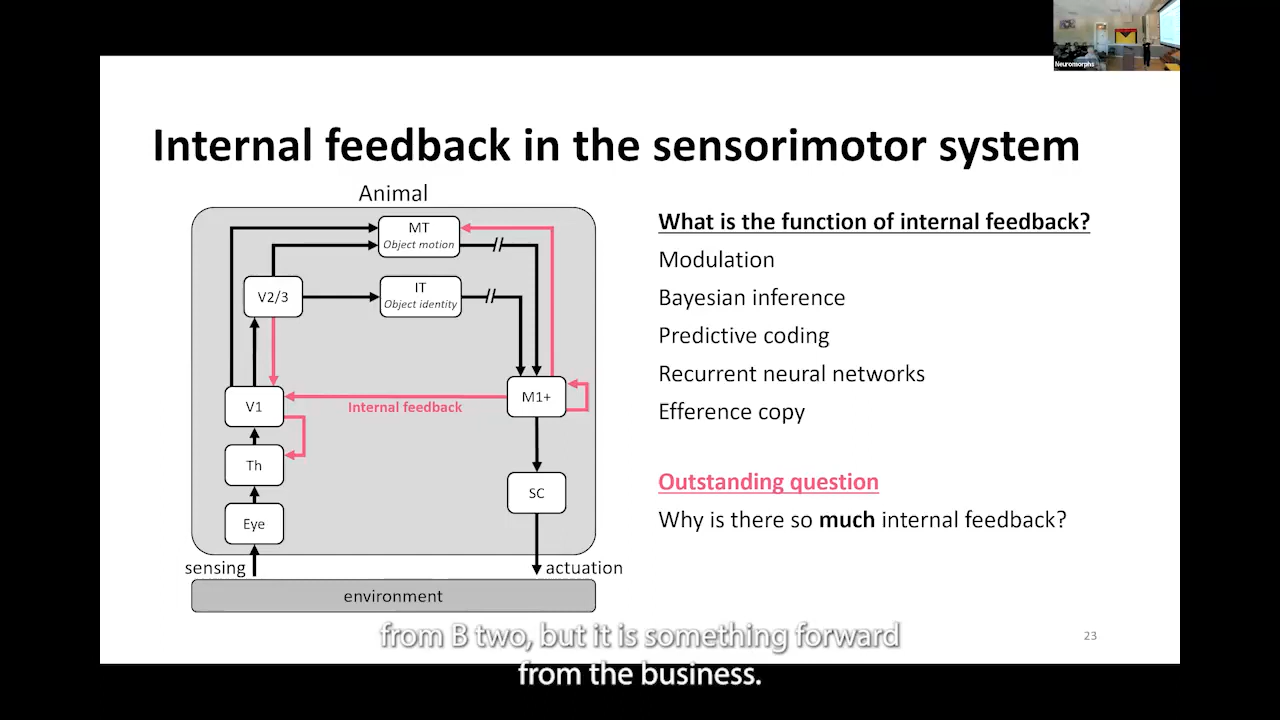 Neuromorphs
Internal feedback in the sensorimotor system
Animal
MT
Object motion
IT
Object identity
V2/3
V1
Internal feedback
M1+
Th
SC
Eye
sensing
actuation
environment
What is the function of internal feedback?
Modulation
Bayesian inference
Predictive coding
Recurrent neural networks
Efference copy
Outstanding question
Why is there so much internal feedback?
23
from B two, but it is something forward
from the business.